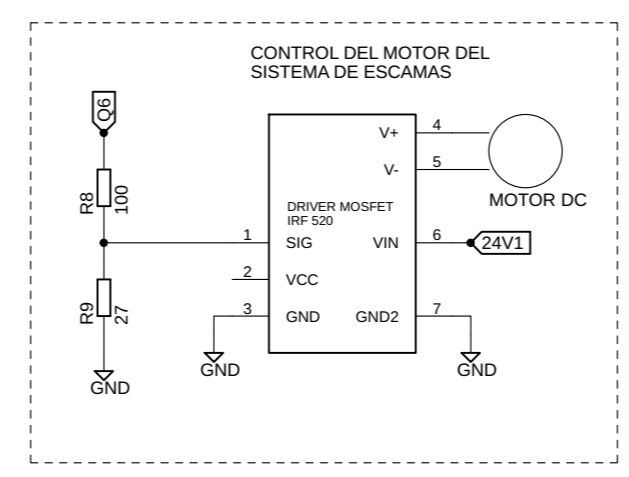 CONTROL DEL MOTOR DEL
SISTEMA DE ESCAMAS
Q6
R8
100
R9
27
GND
1
2
3
GND
DRIVER MOSFET
IRF 520
SIG
VCC
GND
V+
V-
VIN
GND2
4
5
6
7
MOTOR DC
24V1
GND